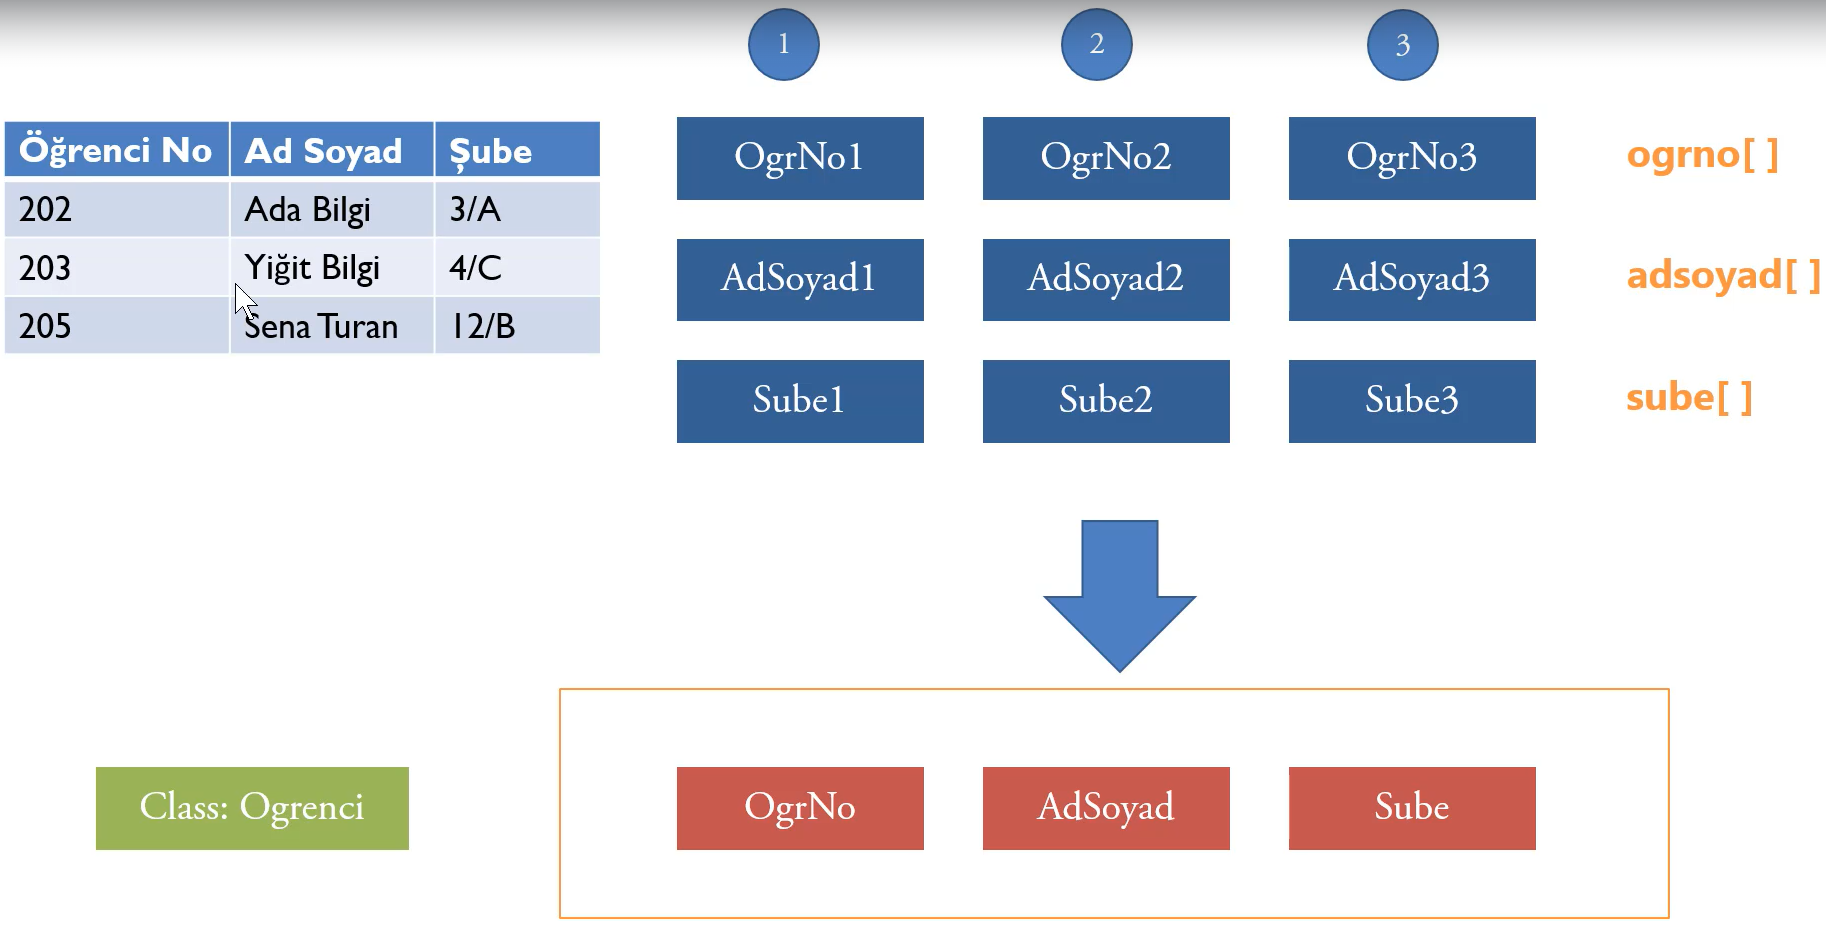 1 2 3
Öğrenci No Ad Soyad Şube
202 Ada Bilgi 3/A
203 Yiğit Bilgi 4/C
205 Sena Turan 12/B
OgrNo1 OgrNo2 OgrNo3 ogrno[ ]
AdSoyad1 AdSoyad2 AdSoyad3 adsoyad[ ]
Sube1 Sube2 Sube3 sube[ ]
Class: Ogrenci OgrNo AdSoyad Sube